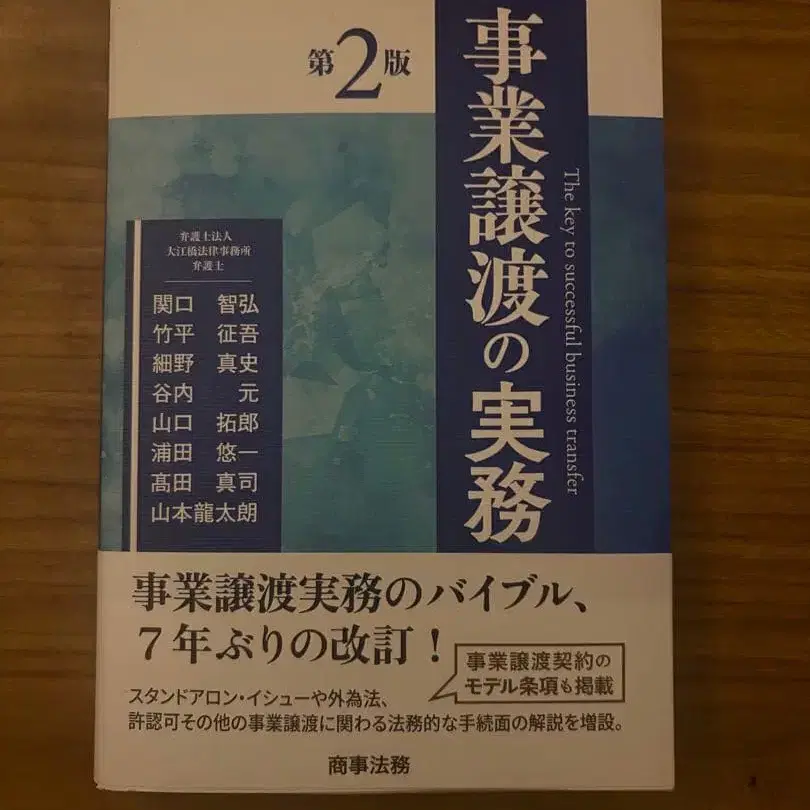 第2版
事業譲渡の実務
The key to successful business transfer
弁護士法人
大江橋法律事務所
弁護士
関口 智弘
竹平 征吾
細野 真史
谷内 元
山口 拓郎
浦田 悠一
髙田 真司
山本龍太朗
事業譲渡実務のバイブル、
7年ぶりの改訂!
事業譲渡契約の
モデル条項も掲載
スタンドアロン・イシューや外為法、
許認可その他の事業譲渡に関わる法務的な手続面の解説を増設。
商事法務